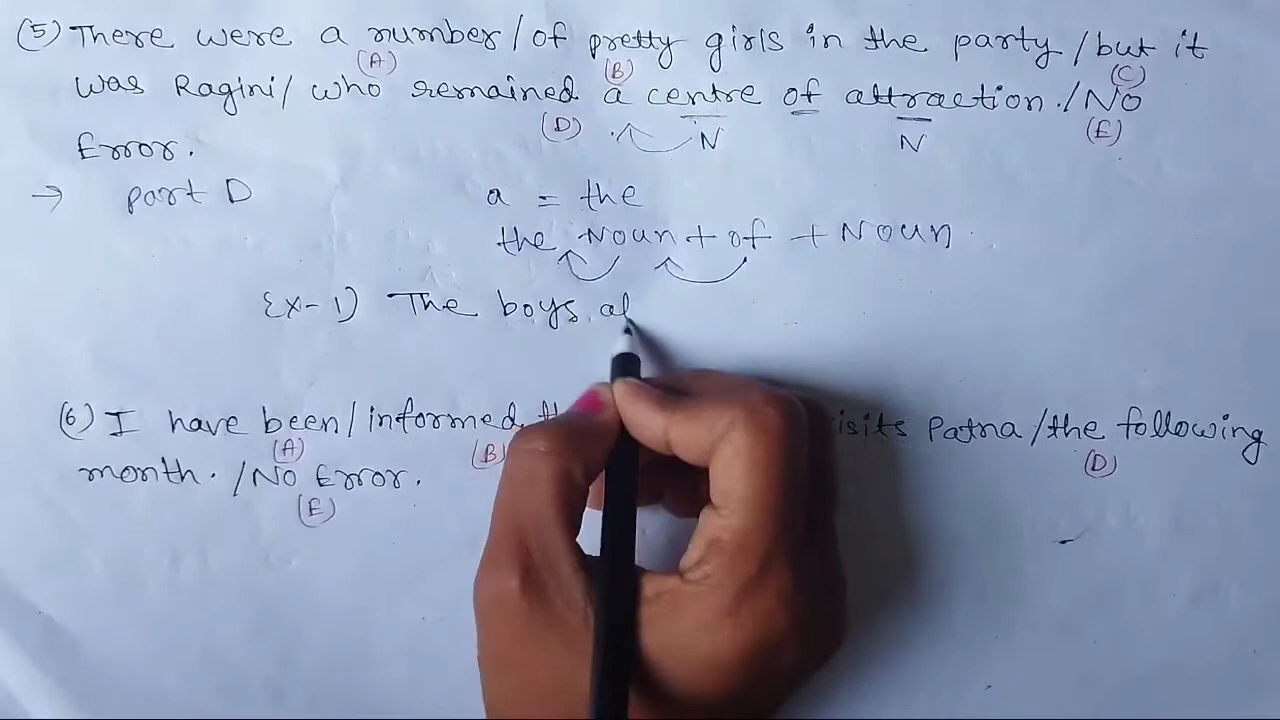 (5) There were a number / of pretty girls in the party / but it
(A) (B) (C)
was Ragini / who remained a centre of attraction. / No
(D) N N (E)
Error.
→ part D a = the
the Noun + of + Noun
Ex-1) The boys of
(6) I have been / informed visits Patna / the following
(A) (B) (D)
month. / No Error.
(E)